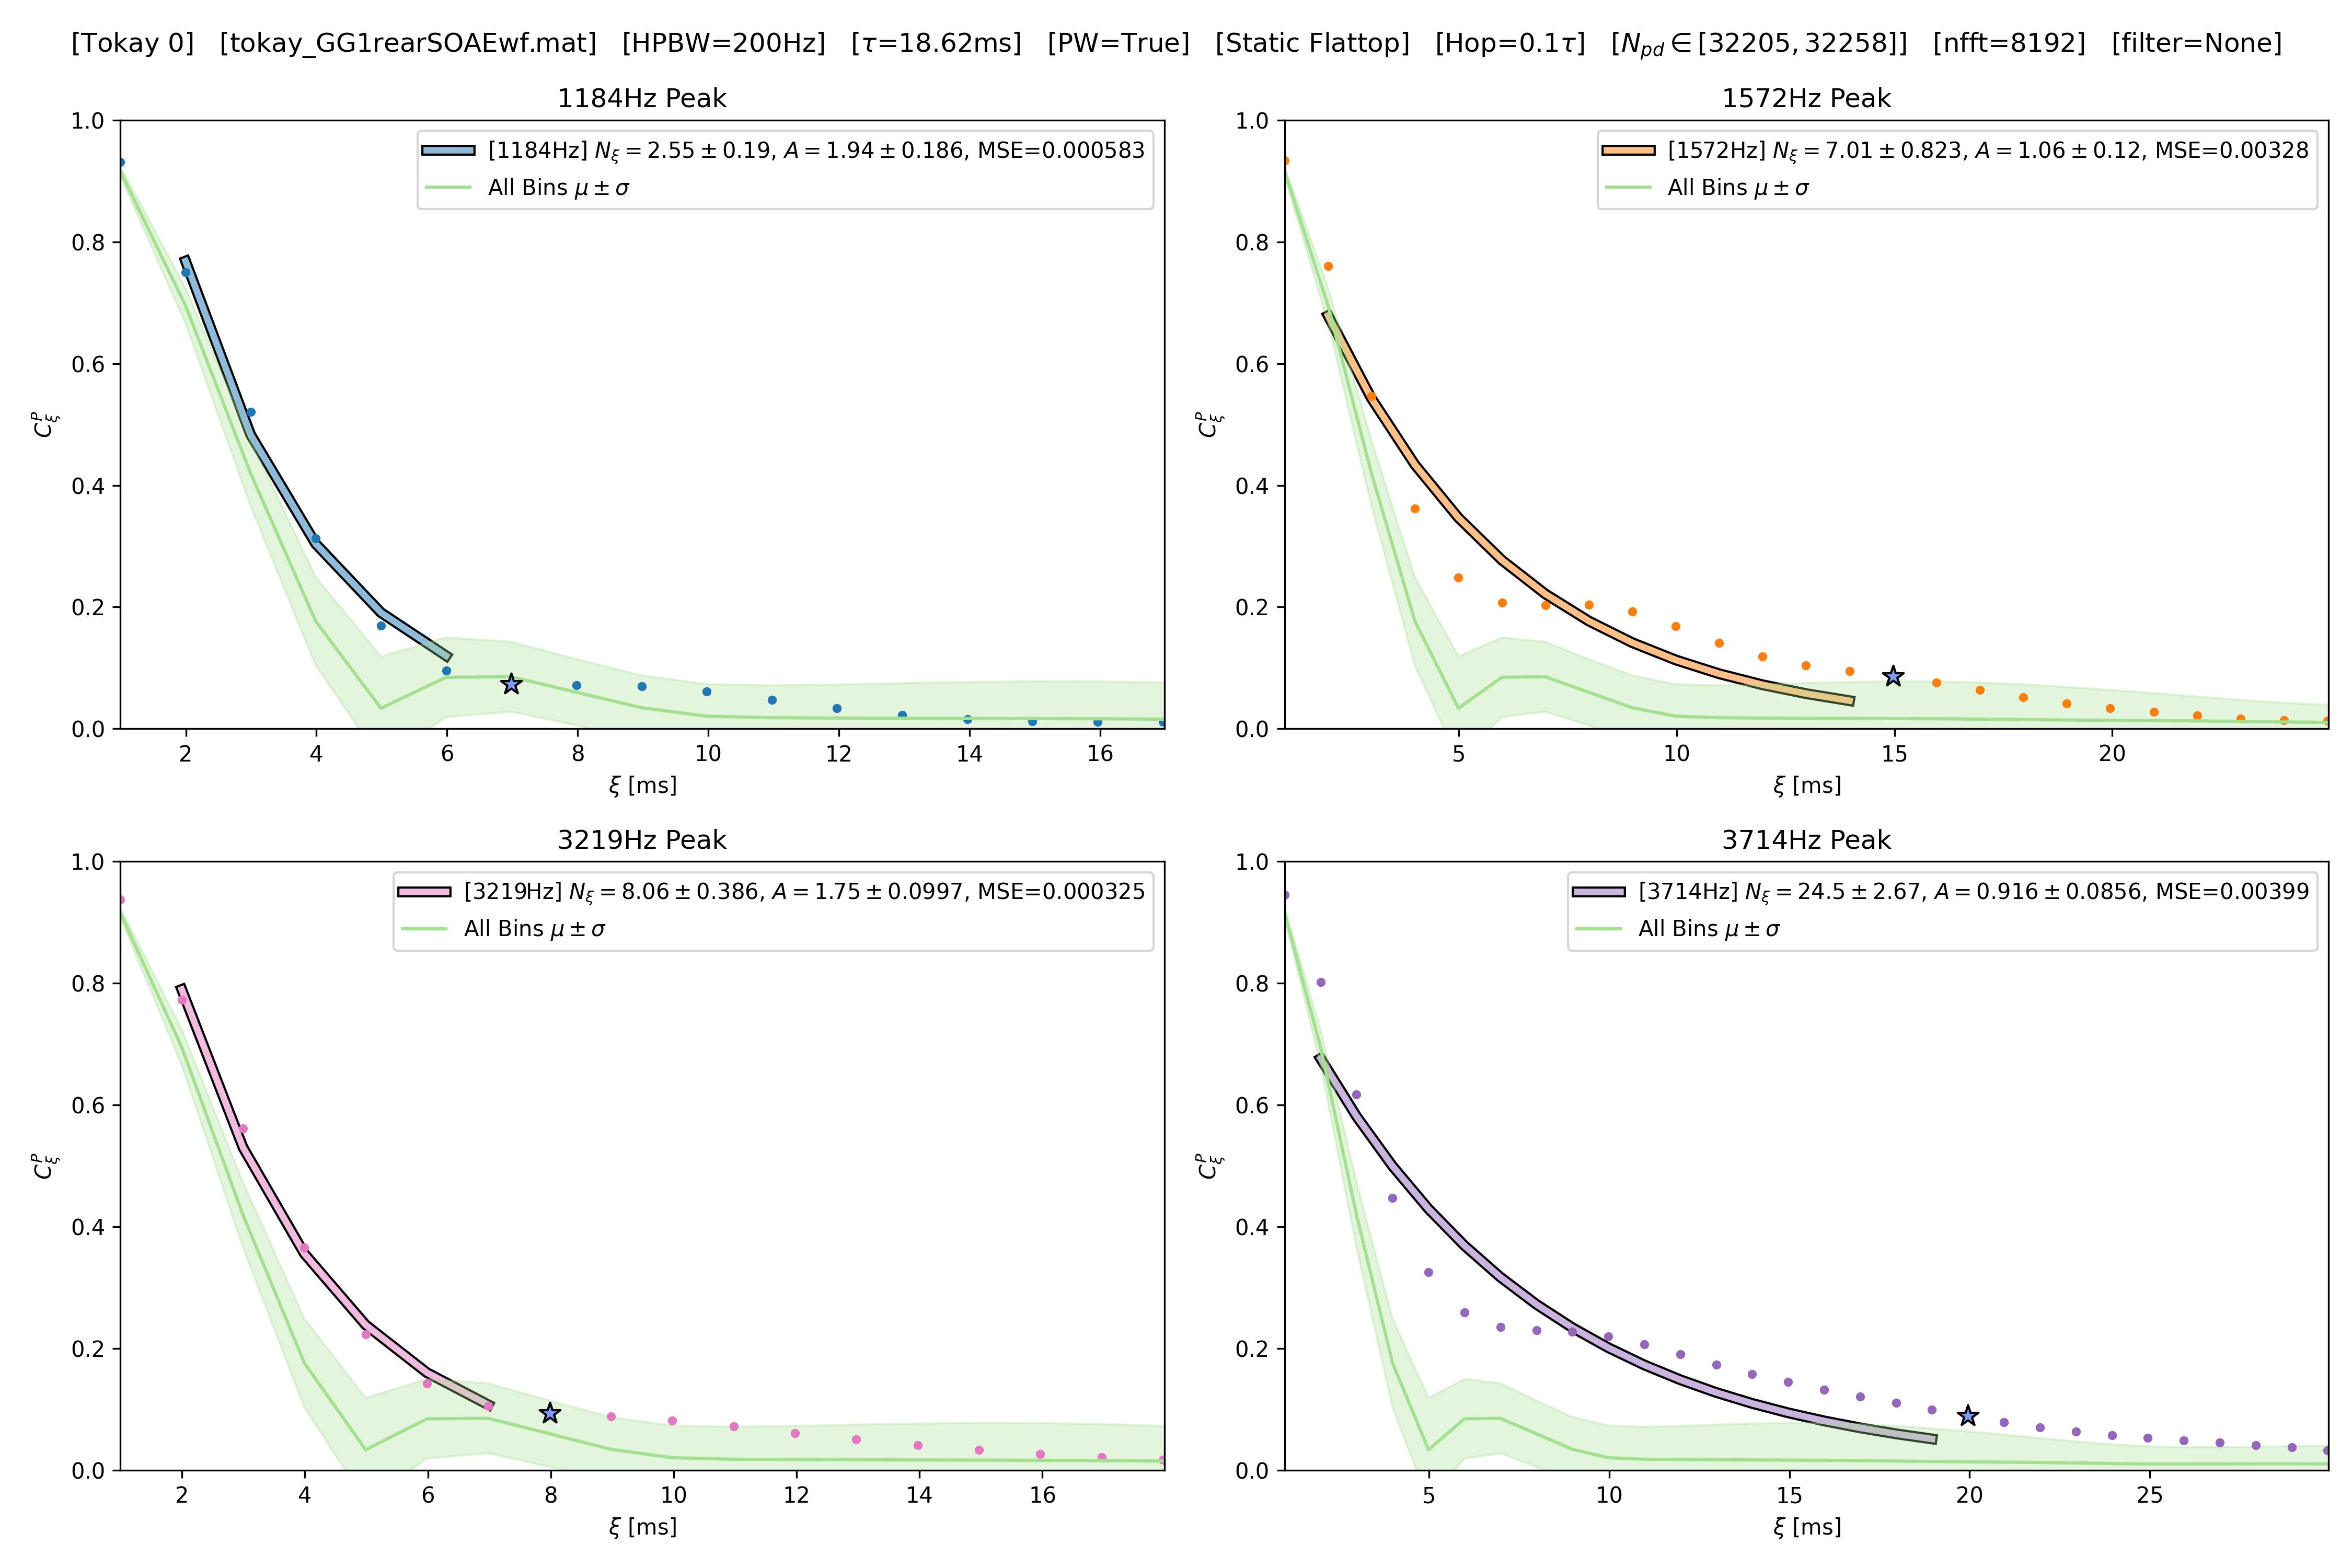 [Tokay 0] [tokay_GG1rearSOAEwf.mat] [HPBW=200Hz] [τ=18.62ms] [PW=True] [Static Flattop] [Hop=0.1τ] [N_pd ∈ [32205, 32258]] [nfft=8192] [filter=None]
1184Hz Peak
[1184Hz] N_ξ = 2.55 ± 0.19, A = 1.94 ± 0.186, MSE=0.000583
All Bins μ ± σ
1.0
0.8
0.6
0.4
0.2
0.0
C_ξ^P
2 4 6 8 10 12 14 16
ξ [ms]
1572Hz Peak
[1572Hz] N_ξ = 7.01 ± 0.823, A = 1.06 ± 0.12, MSE=0.00328
All Bins μ ± σ
1.0
0.8
0.6
0.4
0.2
0.0
C_ξ^P
5 10 15 20
ξ [ms]
3219Hz Peak
[3219Hz] N_ξ = 8.06 ± 0.386, A = 1.75 ± 0.0997, MSE=0.000325
All Bins μ ± σ
1.0
0.8
0.6
0.4
0.2
0.0
C_ξ^P
2 4 6 8 10 12 14 16
ξ [ms]
3714Hz Peak
[3714Hz] N_ξ = 24.5 ± 2.67, A = 0.916 ± 0.0856, MSE=0.00399
All Bins μ ± σ
1.0
0.8
0.6
0.4
0.2
0.0
C_ξ^P
5 10 15 20 25
ξ [ms]